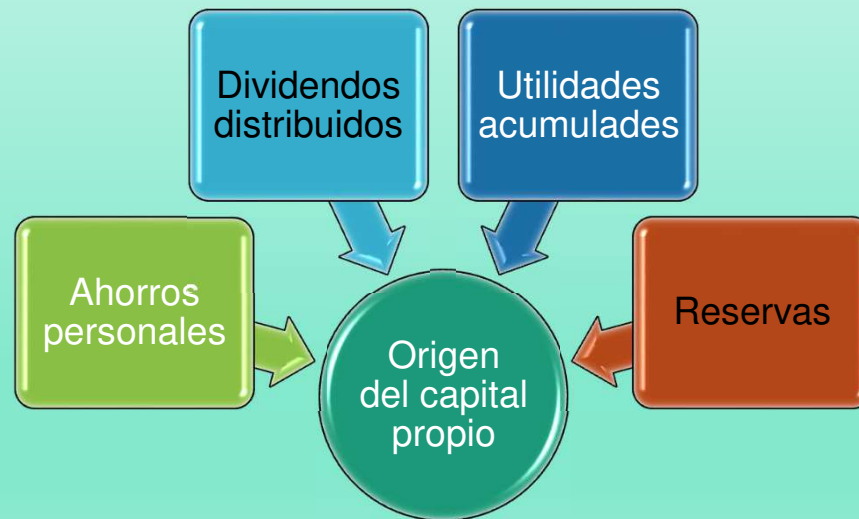 Dividendos
distribuidos
Utilidades
acumulades
Ahorros
personales
Reservas
Origen
del capital
propio